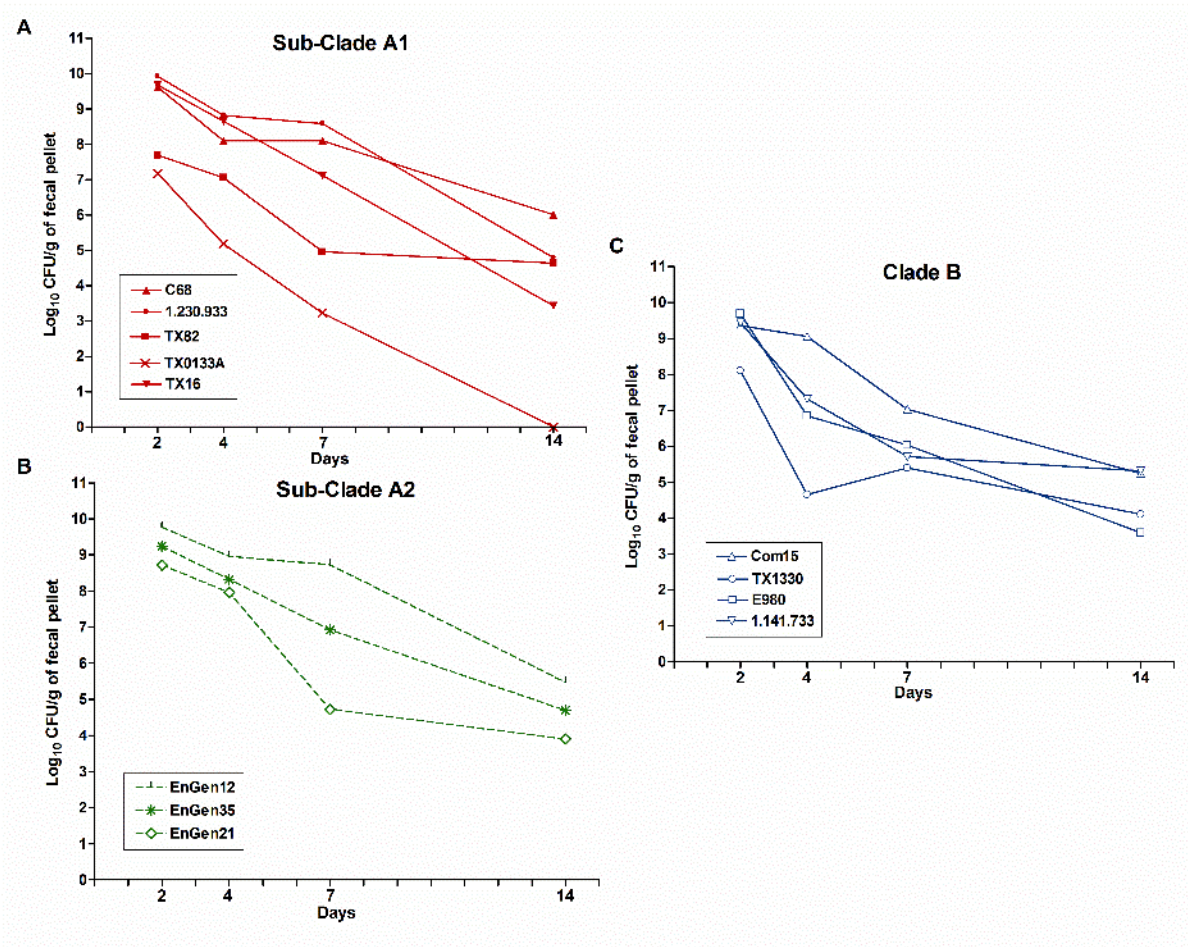 A
Sub-Clade A1
11
10
9
8
7
6
5
4
3
2
1
0
Log10 CFU/g of fecal pellet
C68
1.230.933
TX82
TX0133A
TX16
2 4 7 14
Days
B
Sub-Clade A2
11
10
9
8
7
6
5
4
3
2
1
0
Log10 CFU/g of fecal pellet
EnGen12
EnGen35
EnGen21
2 4 7 14
Days
C
Clade B
11
10
9
8
7
6
5
4
3
2
1
0
Log10 CFU/g of fecal pellet
Com15
TX1330
E980
1.141.733
2 4 7 14
Days